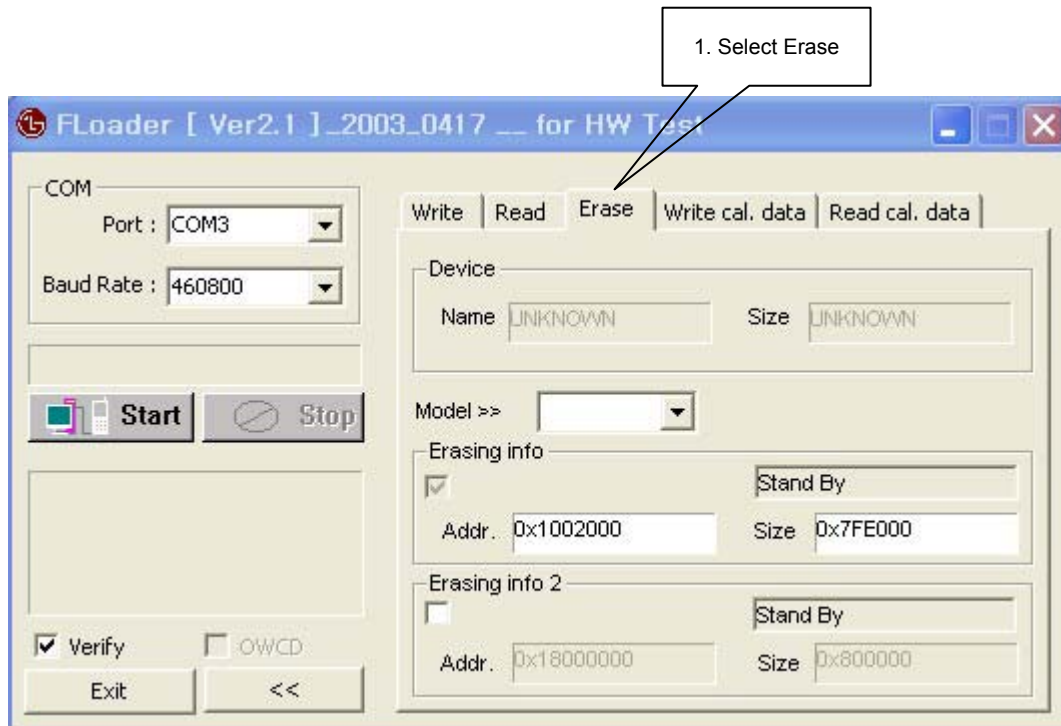 1. Select Erase
FLoader [ Ver2.1 ]_2003_0417 __ for HW Test
COM
Port : COM3
Baud Rate : 460800
Start
Stop
Verify
OWCD
Exit
<<
Write
Read
Erase
Write cal. data
Read cal. data
Device
Name UNKNOWN
Size UNKNOWN
Model >>
Erasing info
Stand By
Addr. 0x1002000
Size 0x7FE000
Erasing info 2
Stand By
Addr. 0x18000000
Size 0x800000